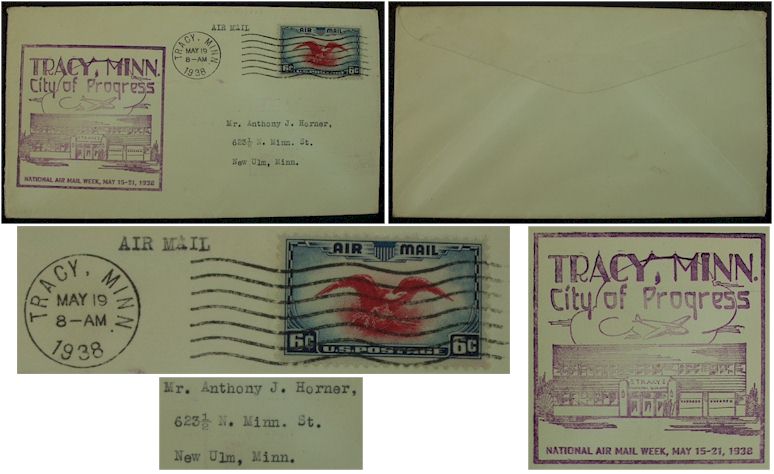 AIR MAIL
TRACY, MINN.
MAY 19
8-AM
1938
AIR MAIL
6¢ 6¢
TRACY, MINN.
City of Progress
TRACY
NATIONAL AIR MAIL WEEK, MAY 15-21, 1938
Mr. Anthony J. Horner,
623½ N. Minn. St.
New Ulm, Minn.
AIR MAIL
TRACY, MINN.
MAY 19
8-AM
1938
AIR MAIL
6¢ U.S. POSTAGE 6¢
Mr. Anthony J. Horner,
623½ N. Minn. St.
New Ulm, Minn.
TRACY, MINN.
City of Progress
TRACY
NATIONAL AIR MAIL WEEK, MAY 15-21, 1938